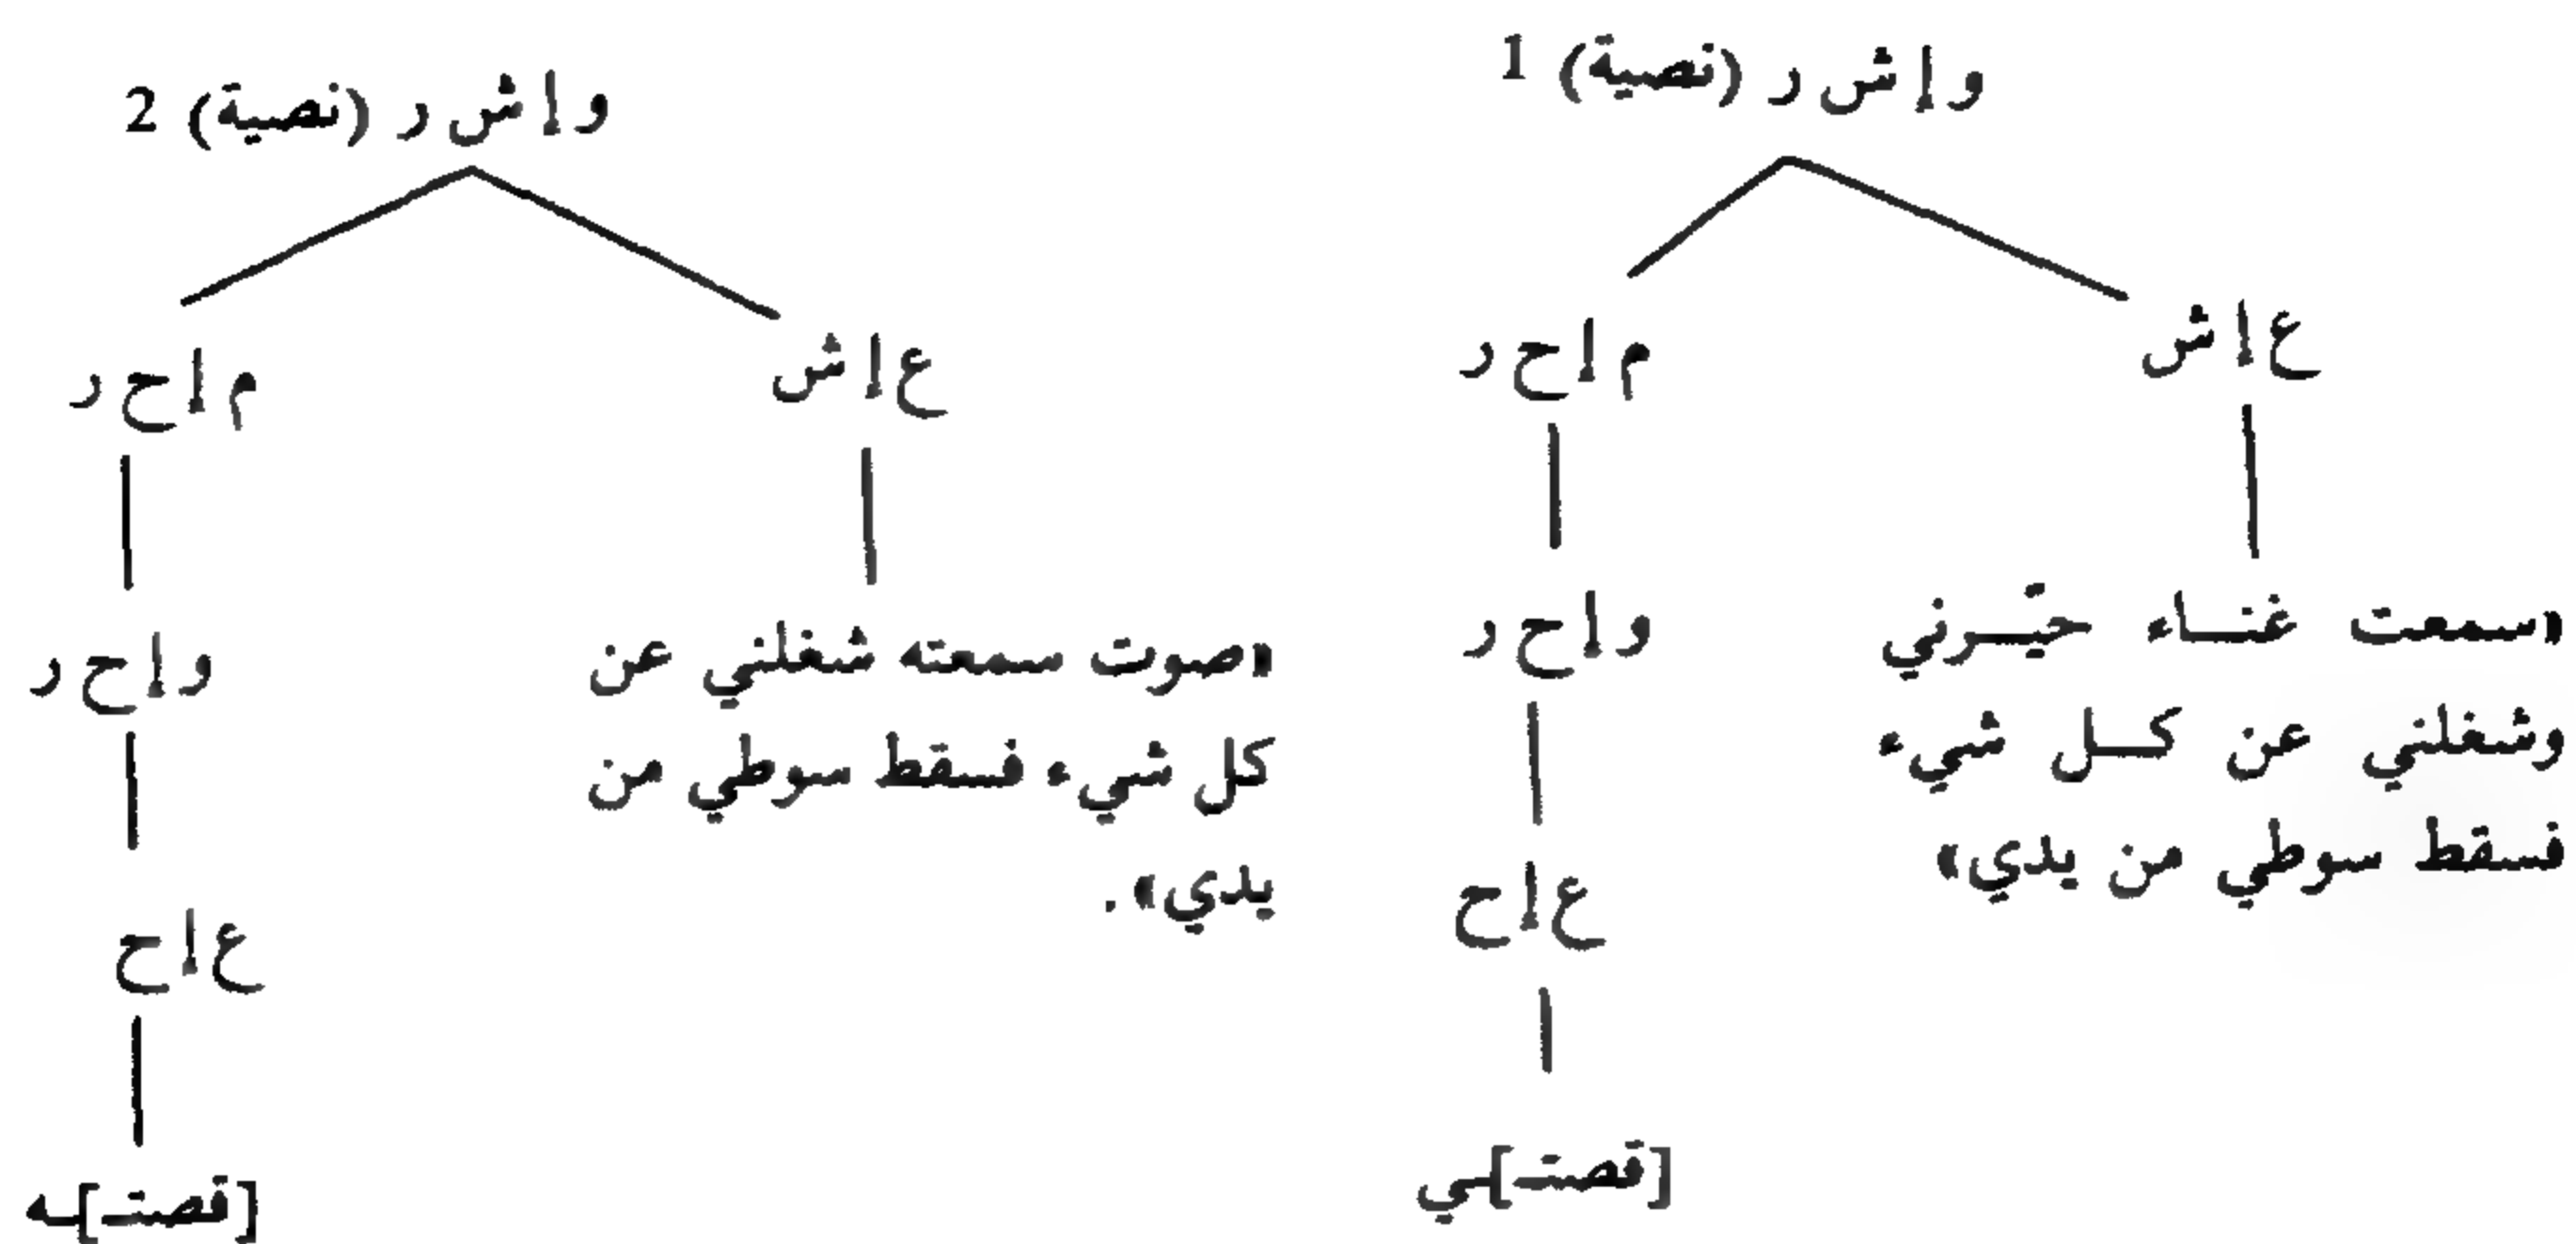 و إ ش ر (نصية) 1
ع إ ش
م إ ح ر
«سمعت غناء حيّرني
وشغلني عن كل شيء
فسقط سوطي من يدي»
و إ ح ر
ع إ ح
[قصتـ]ـي
و إ ش ر (نصية) 2
ع إ ش
م إ ح ر
«صوت سمعته شغلني عن
كل شيء فسقط سوطي من
يدي».
و إ ح ر
ع إ ح
[قصتـ]ـه